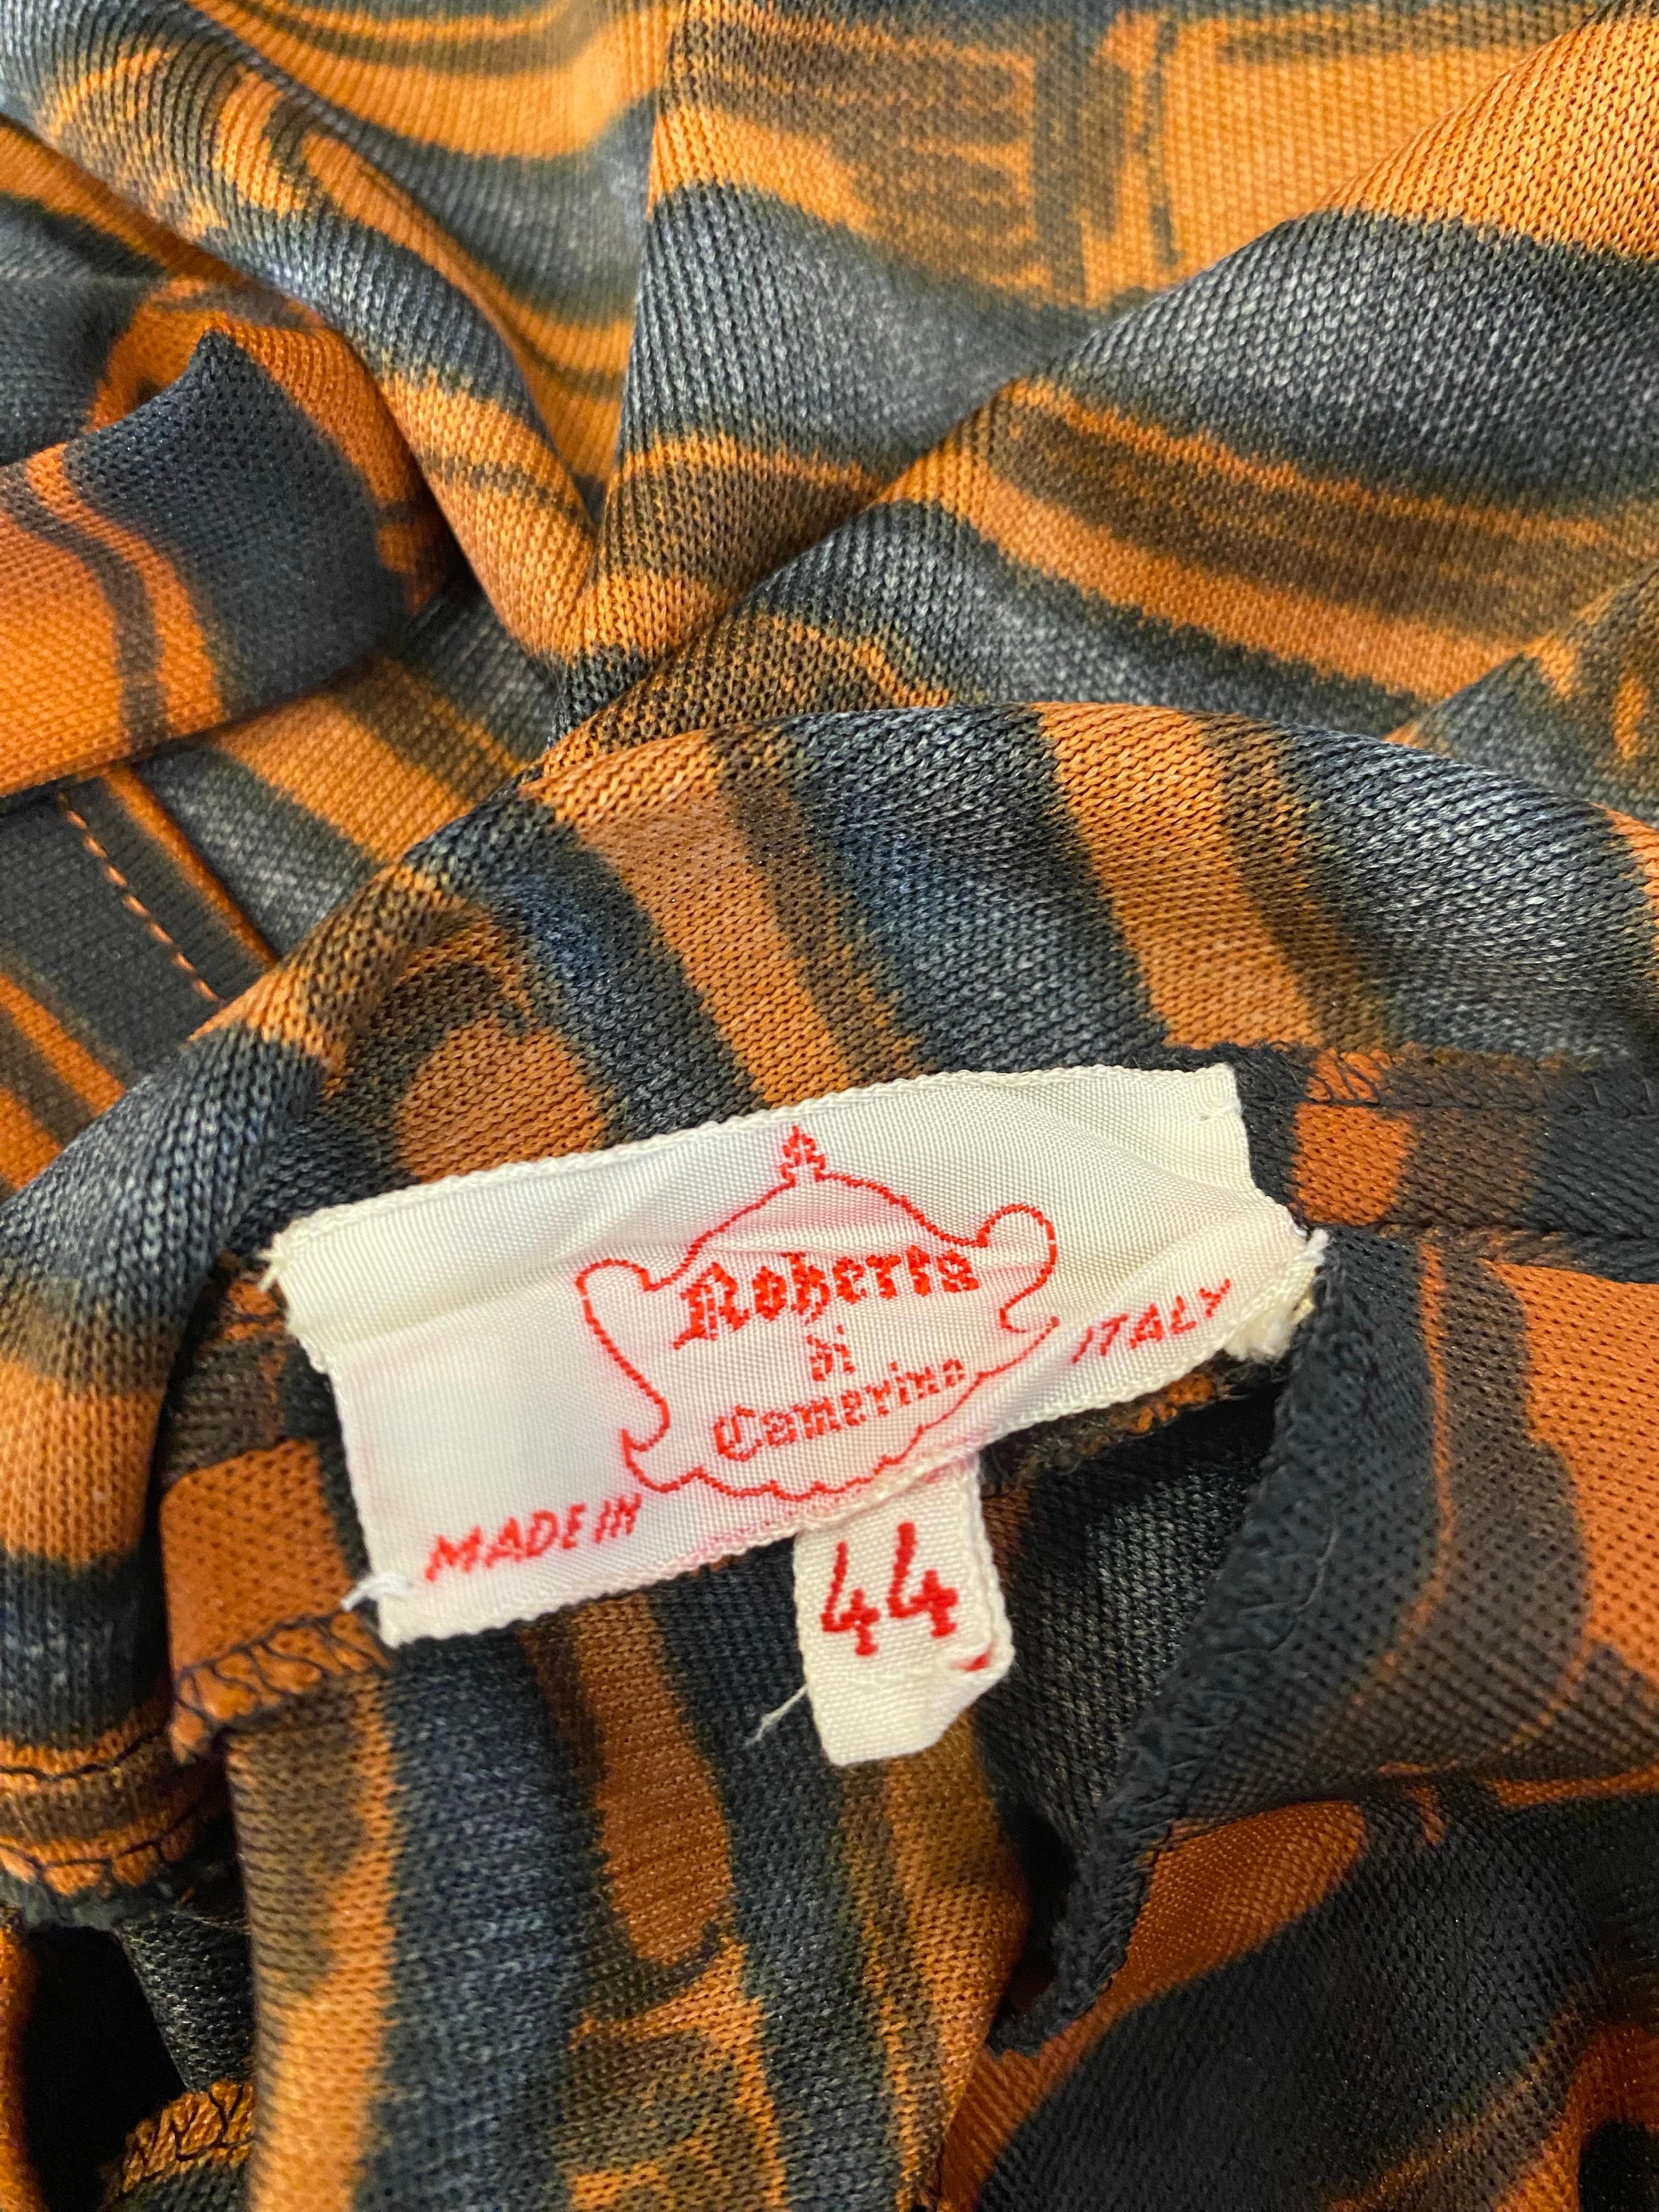 Roberta
di
Camerino
MADE IN ITALY
44